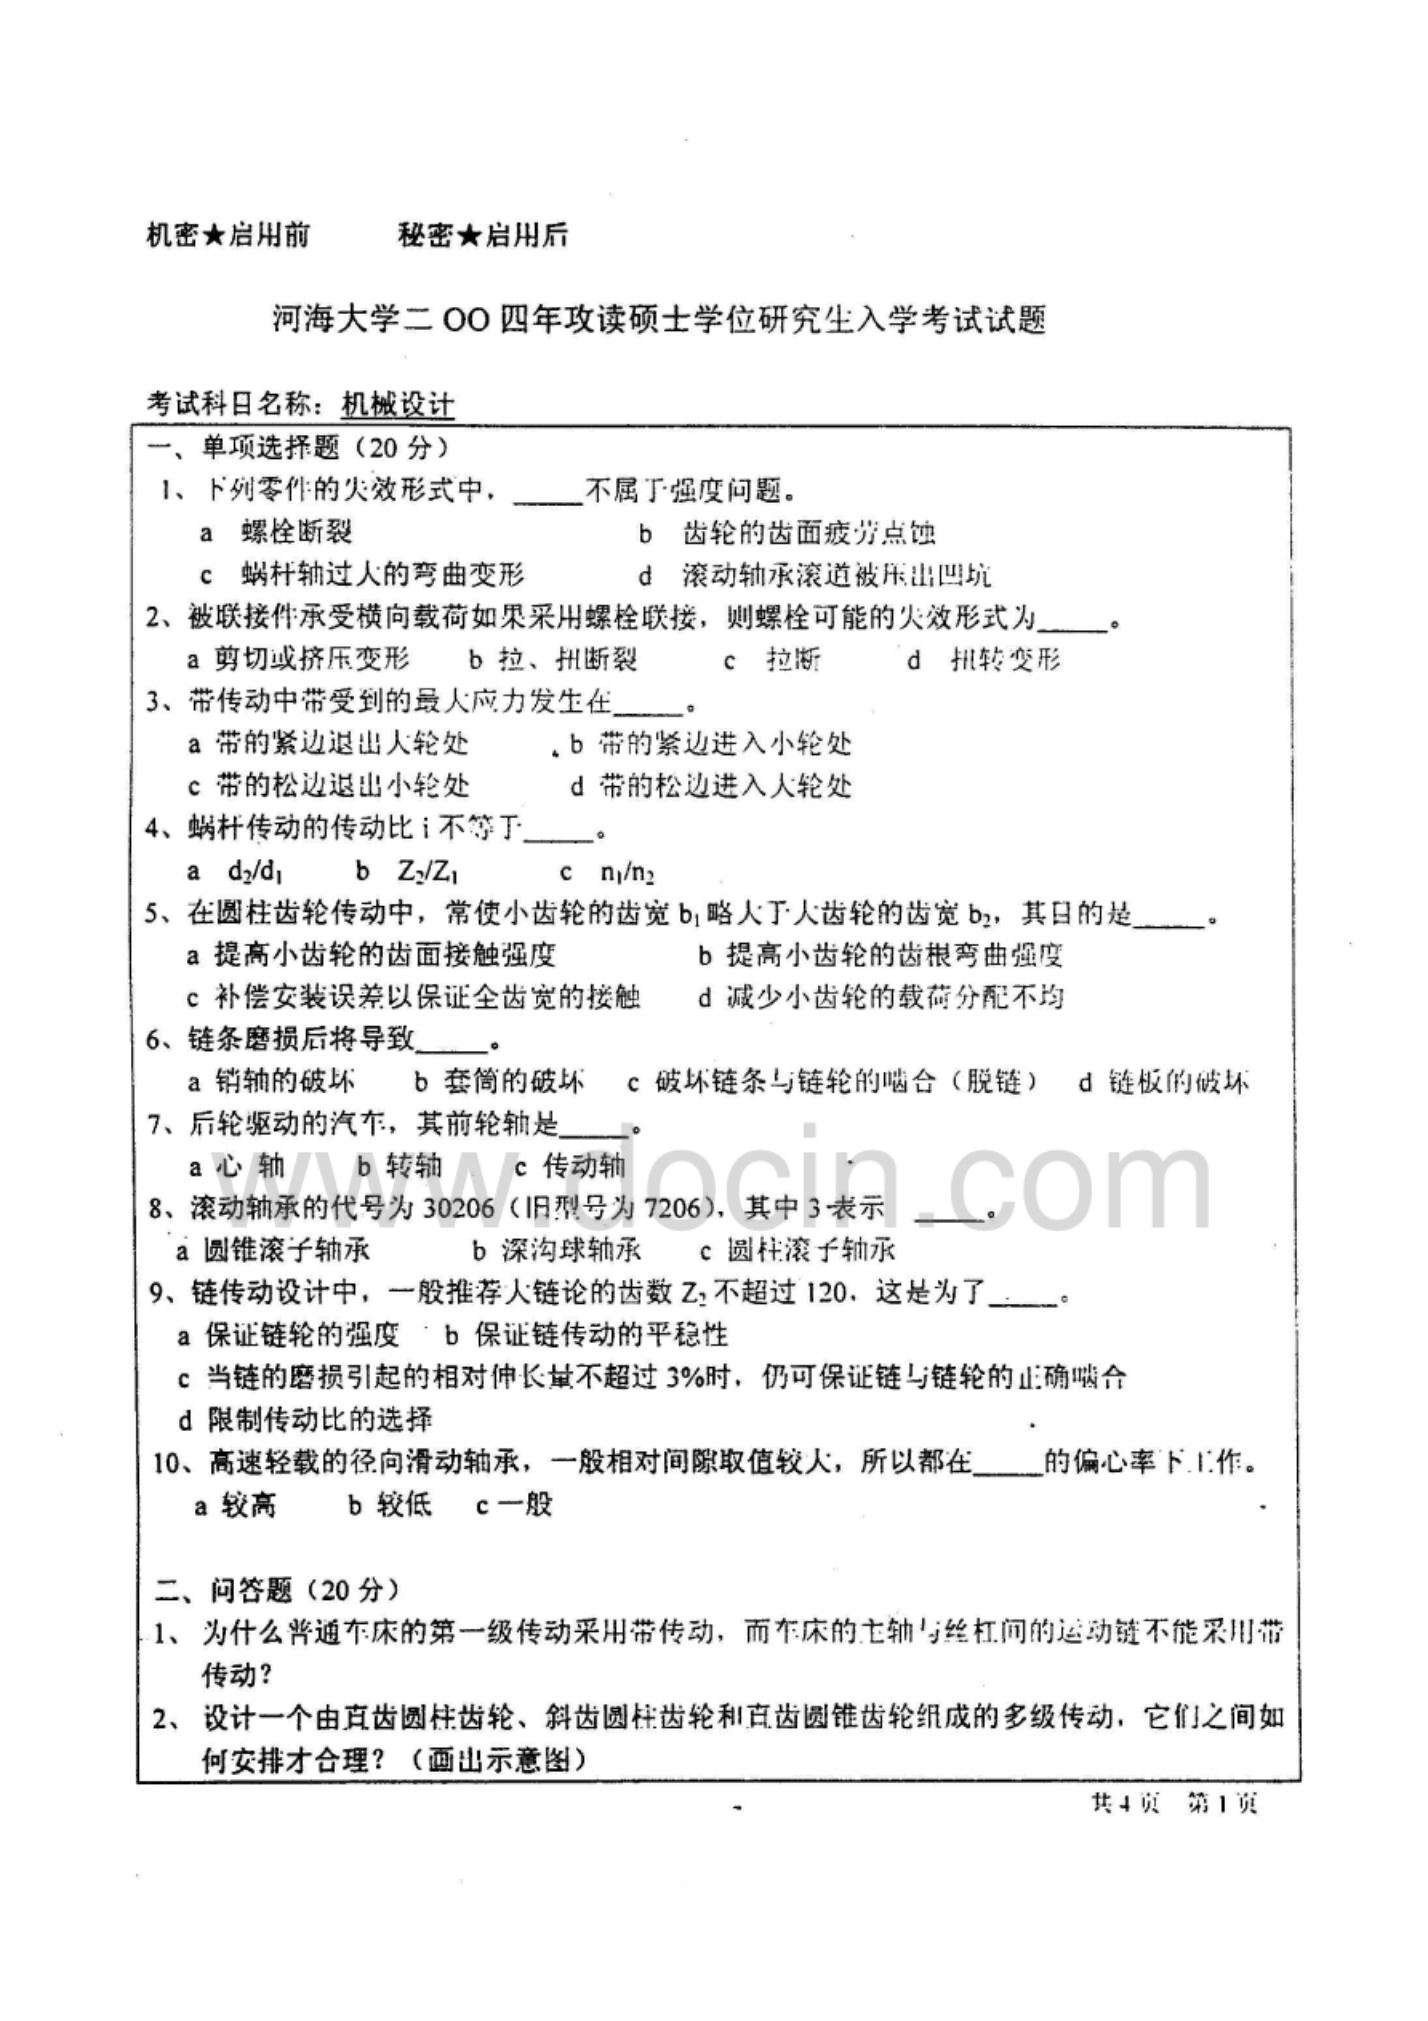 机密★启用前 秘密★启用后
河海大学二OO四年攻读硕士学位研究生入学考试试题
考试科目名称：机械设计
一、单项选择题（20 分）
1、下列零件的失效形式中，_____不属于强度问题。
a 螺栓断裂 b 齿轮的齿面疲劳点蚀
c 蜗杆轴过大的弯曲变形 d 滚动轴承滚道被压出凹坑
2、被联接件承受横向载荷如果采用螺栓联接，则螺栓可能的失效形式为_____。
a 剪切或挤压变形 b 拉、扭断裂 c 拉断 d 扭转变形
3、带传动中带受到的最大应力发生在_____。
a 带的紧边退出大轮处 b 带的紧边进入小轮处
c 带的松边退出小轮处 d 带的松边进入大轮处
4、蜗杆传动的传动比 i 不等于_____。
a d₂/d₁ b Z₂/Z₁ c n₁/n₂
5、在圆柱齿轮传动中，常使小齿轮的齿宽 b₁略大于大齿轮的齿宽 b₂，其目的是_____。
a 提高小齿轮的齿面接触强度 b 提高小齿轮的齿根弯曲强度
c 补偿安装误差以保证全齿宽的接触 d 减少小齿轮的载荷分配不均
6、链条磨损后将导致_____。
a 销轴的破坏 b 套筒的破坏 c 破坏链条与链轮的啮合（脱链） d 链板的破坏
7、后轮驱动的汽车，其前轮轴是_____。
a 心 轴 b 转轴 c 传动轴
www.docin.com
8、滚动轴承的代号为 30206（旧型号为 7206），其中 3 表示 _____。
a 圆锥滚子轴承 b 深沟球轴承 c 圆柱滚子轴承
9、链传动设计中，一般推荐大链论的齿数 Z₂ 不超过 120，这是为了_____。
a 保证链轮的强度 b 保证链传动的平稳性
c 当链的磨损引起的相对伸长量不超过 3%时，仍可保证链与链轮的正确啮合
d 限制传动比的选择
10、高速轻载的径向滑动轴承，一般相对间隙取值较大，所以都在_____的偏心率下工作。
a 较高 b 较低 c 一般
二、问答题（20 分）
1、 为什么普通车床的第一级传动采用带传动，而车床的主轴与丝杠间的运动链不能采用带
传动？
2、 设计一个由直齿圆柱齿轮、斜齿圆柱齿轮和直齿圆锥齿轮组成的多级传动，它们之间如
何安排才合理？（画出示意图）
共 4 页 第 1 页